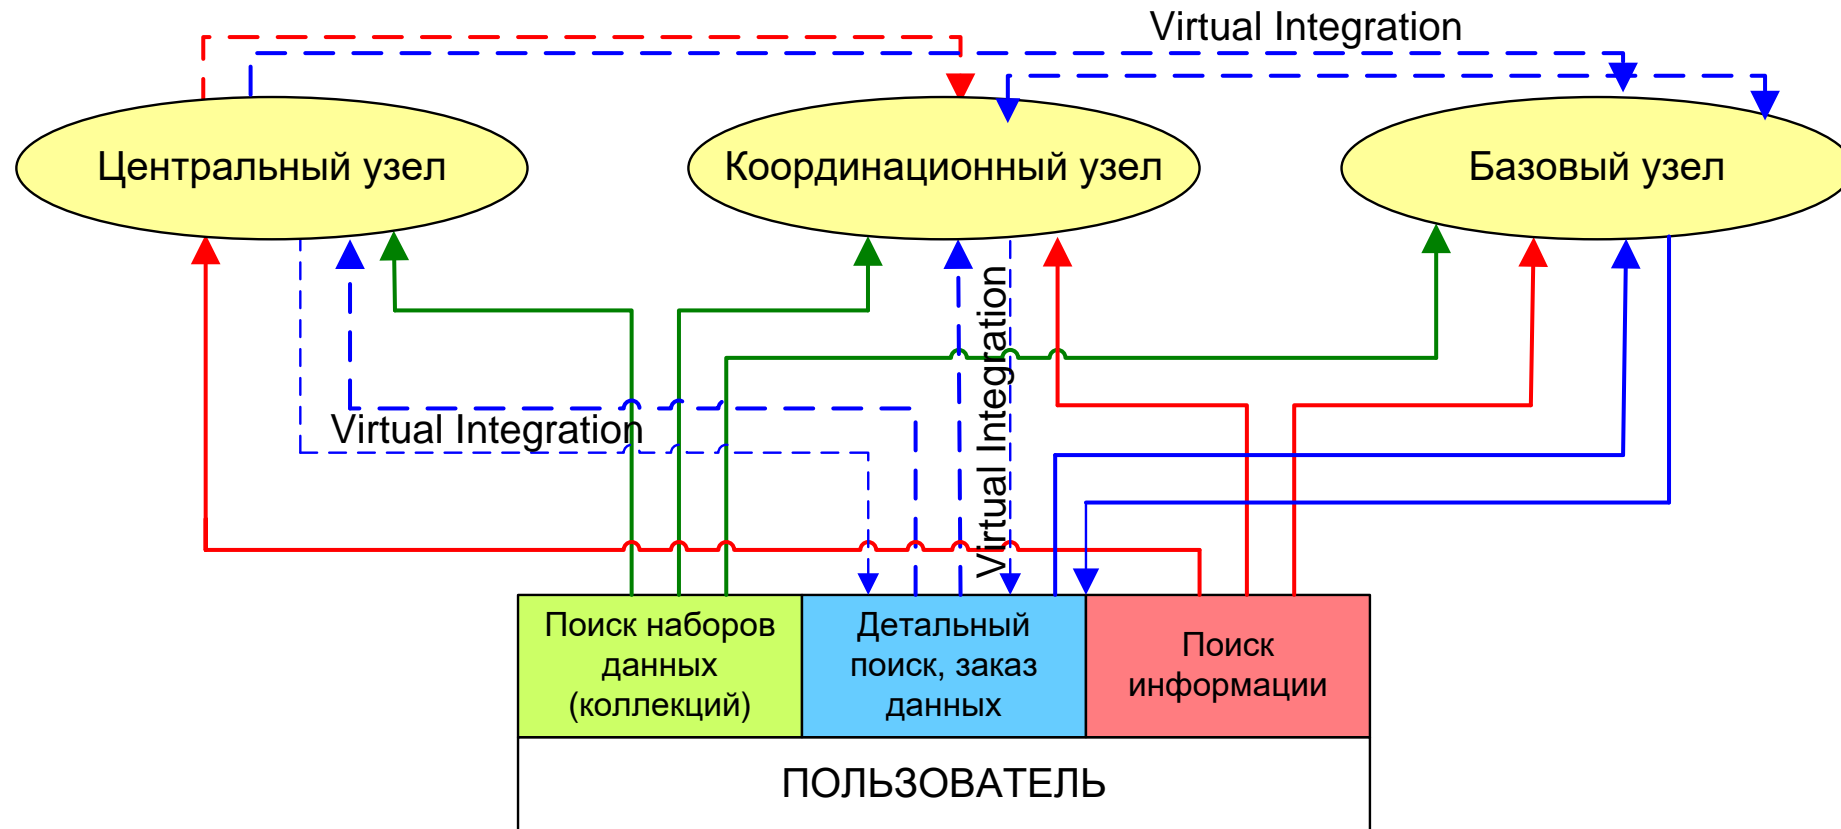 Virtual Integration
Центральный узел
Координационный узел
Базовый узел
Virtual Integration
Virtual Integration
Поиск наборов
данных
(коллекций)
Детальный
поиск, заказ
данных
Поиск
информации
ПОЛЬЗОВАТЕЛЬ